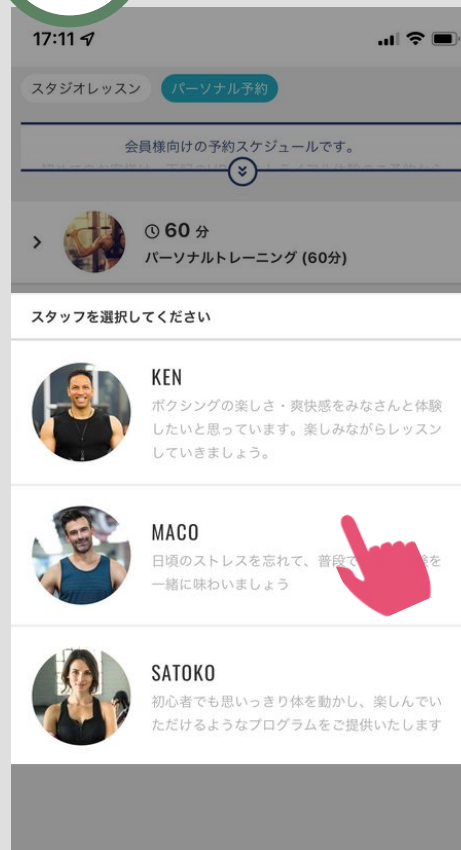 17:11
スタジオレッスン
パーソナル予約
会員様向けの予約スケジュールです。
60 分
パーソナルトレーニング (60分)
スタッフを選択してください
KEN
ボクシングの楽しさ・爽快感をみなさんと体験
したいと思っています。楽しみながらレッスン
していきましょう。
MACO
日頃のストレスを忘れて、普段で
を
一緒に味わいましょう
SATOKO
初心者でも思いっきり体を動かし、楽しんでい
ただけるようなプログラムをご提供いたします